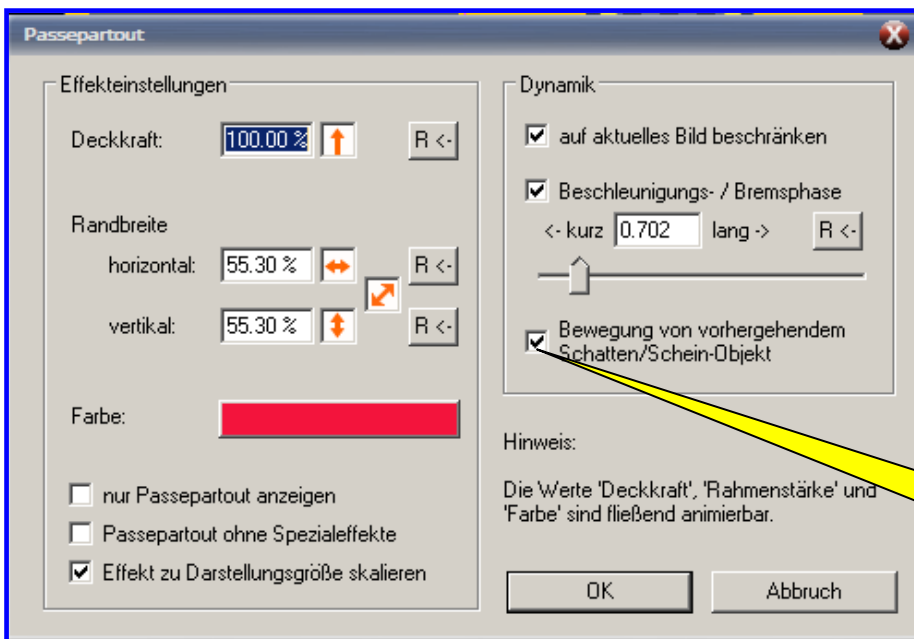 Passepartout
Effekteinstellungen
Deckkraft: 100.00 % R <-
Randbreite
horizontal: 55.30 % R <-
vertikal: 55.30 % R <-
Farbe:
nur Passepartout anzeigen
Passepartout ohne Spezialeffekte
Effekt zu Darstellungsgröße skalieren
Dynamik
auf aktuelles Bild beschränken
Beschleunigungs- / Bremsphase
<- kurz 0.702 lang -> R <-
Bewegung von vorhergehendem
Schatten/Schein-Objekt
Hinweis:
Die Werte 'Deckkraft', 'Rahmenstärke' und
'Farbe' sind fließend animierbar.
OK Abbruch